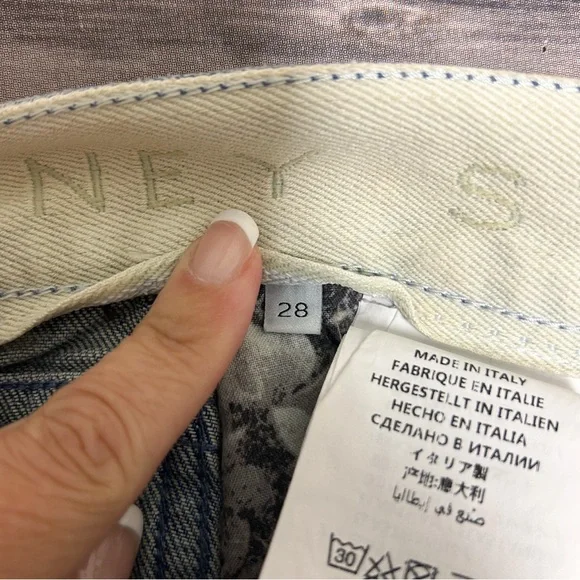 NEY S
28
MADE IN ITALY
FABRIQUE EN ITALIE
HERGESTELLT IN ITALIEN
HECHO EN ITALIA
СДЕЛАНО В ИТАЛИИ
イタリア製
产地:意大利
صنع في إيطاليا
30